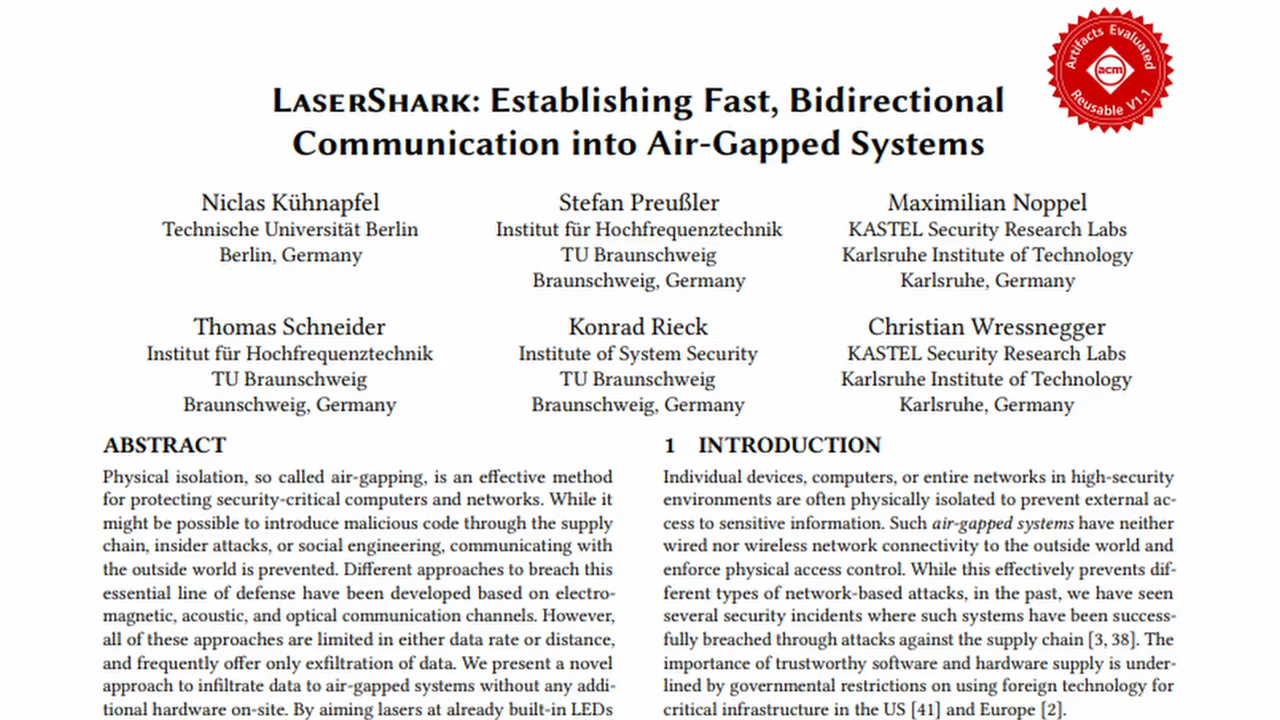 Artifacts Evaluated
acm
Reusable V1.1
LaserShark: Establishing Fast, Bidirectional
Communication into Air-Gapped Systems
Niclas Kühnapfel
Technische Universität Berlin
Berlin, Germany
Stefan Preußler
Institut für Hochfrequenztechnik
TU Braunschweig
Braunschweig, Germany
Maximilian Noppel
KASTEL Security Research Labs
Karlsruhe Institute of Technology
Karlsruhe, Germany
Thomas Schneider
Institut für Hochfrequenztechnik
TU Braunschweig
Braunschweig, Germany
Konrad Rieck
Institute of System Security
TU Braunschweig
Braunschweig, Germany
Christian Wressnegger
KASTEL Security Research Labs
Karlsruhe Institute of Technology
Karlsruhe, Germany
ABSTRACT
Physical isolation, so called air-gapping, is an effective method
for protecting security-critical computers and networks. While it
might be possible to introduce malicious code through the supply
chain, insider attacks, or social engineering, communicating with
the outside world is prevented. Different approaches to breach this
essential line of defense have been developed based on electro-
magnetic, acoustic, and optical communication channels. However,
all of these approaches are limited in either data rate or distance,
and frequently offer only exfiltration of data. We present a novel
approach to infiltrate data to air-gapped systems without any addi-
tional hardware on-site. By aiming lasers at already built-in LEDs
1 INTRODUCTION
Individual devices, computers, or entire networks in high-security
environments are often physically isolated to prevent external ac-
cess to sensitive information. Such air-gapped systems have neither
wired nor wireless network connectivity to the outside world and
enforce physical access control. While this effectively prevents dif-
ferent types of network-based attacks, in the past, we have seen
several security incidents where such systems have been success-
fully breached through attacks against the supply chain [3, 38]. The
importance of trustworthy software and hardware supply is under-
lined by governmental restrictions on using foreign technology for
critical infrastructure in the US [41] and Europe [2].